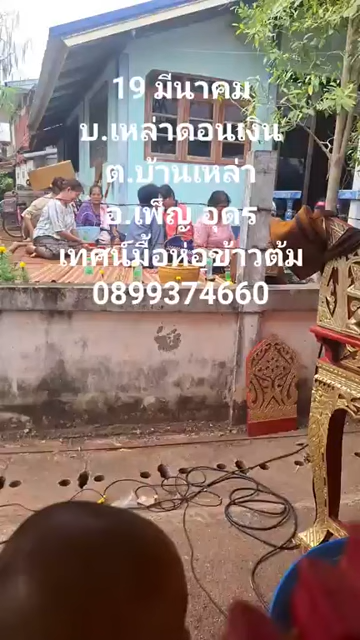 19 มีนาคม
บ.เหล่าดอนเงิน
ต.บ้านเหล่า
อ.เพ็ญ อุดร
เทศน์มื้อห่อข้าวต้ม
0899374660